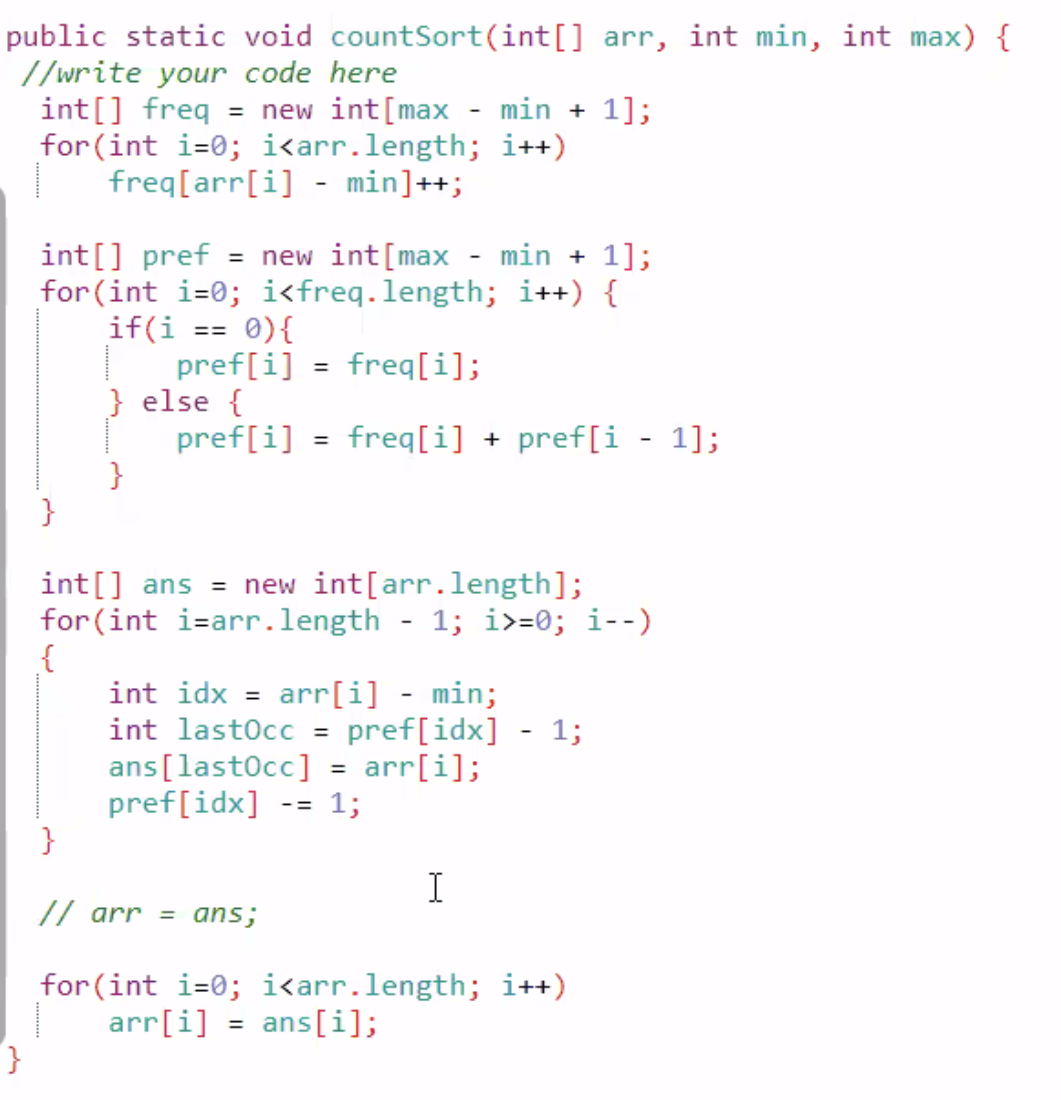 public static void countSort(int[] arr, int min, int max) {
//write your code here
int[] freq = new int[max - min + 1];
for(int i=0; i<arr.length; i++)
freq[arr[i] - min]++;
int[] pref = new int[max - min + 1];
for(int i=0; i<freq.length; i++) {
if(i == 0){
pref[i] = freq[i];
} else {
pref[i] = freq[i] + pref[i - 1];
}
}
int[] ans = new int[arr.length];
for(int i=arr.length - 1; i>=0; i--)
{
int idx = arr[i] - min;
int lastOcc = pref[idx] - 1;
ans[lastOcc] = arr[i];
pref[idx] -= 1;
}
// arr = ans;
for(int i=0; i<arr.length; i++)
arr[i] = ans[i];
}